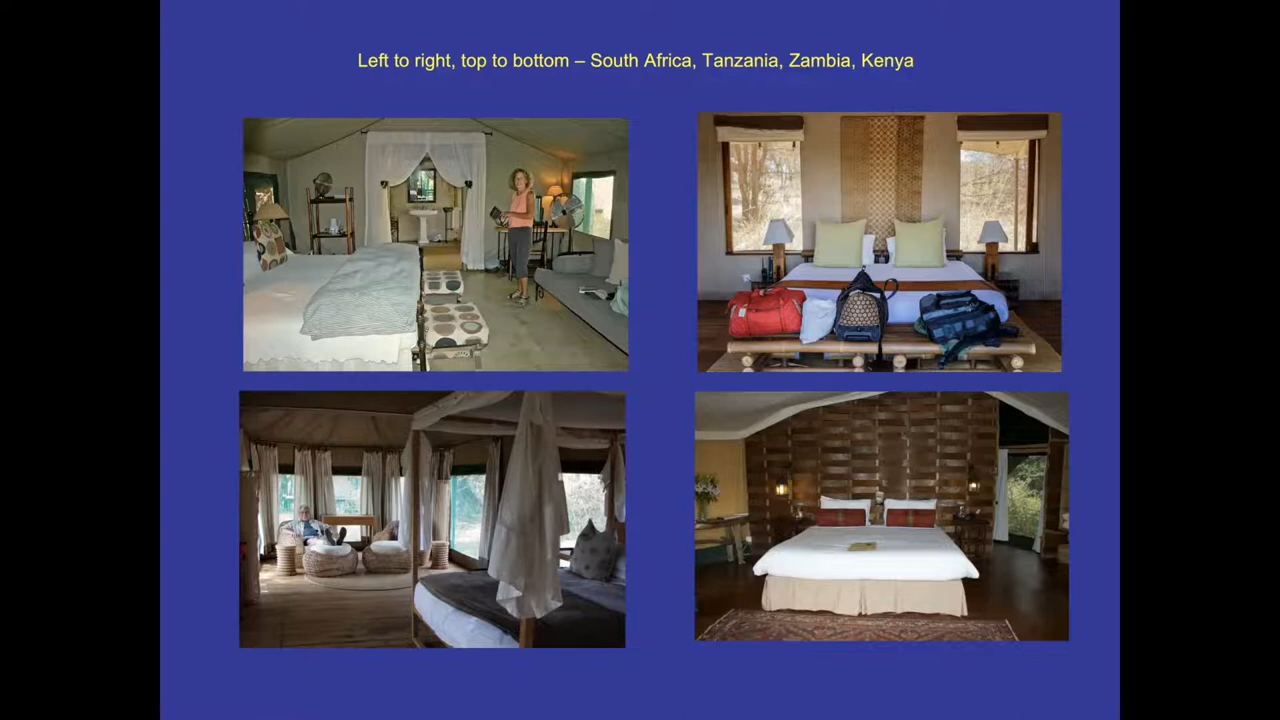 Left to right, top to bottom – South Africa, Tanzania, Zambia, Kenya